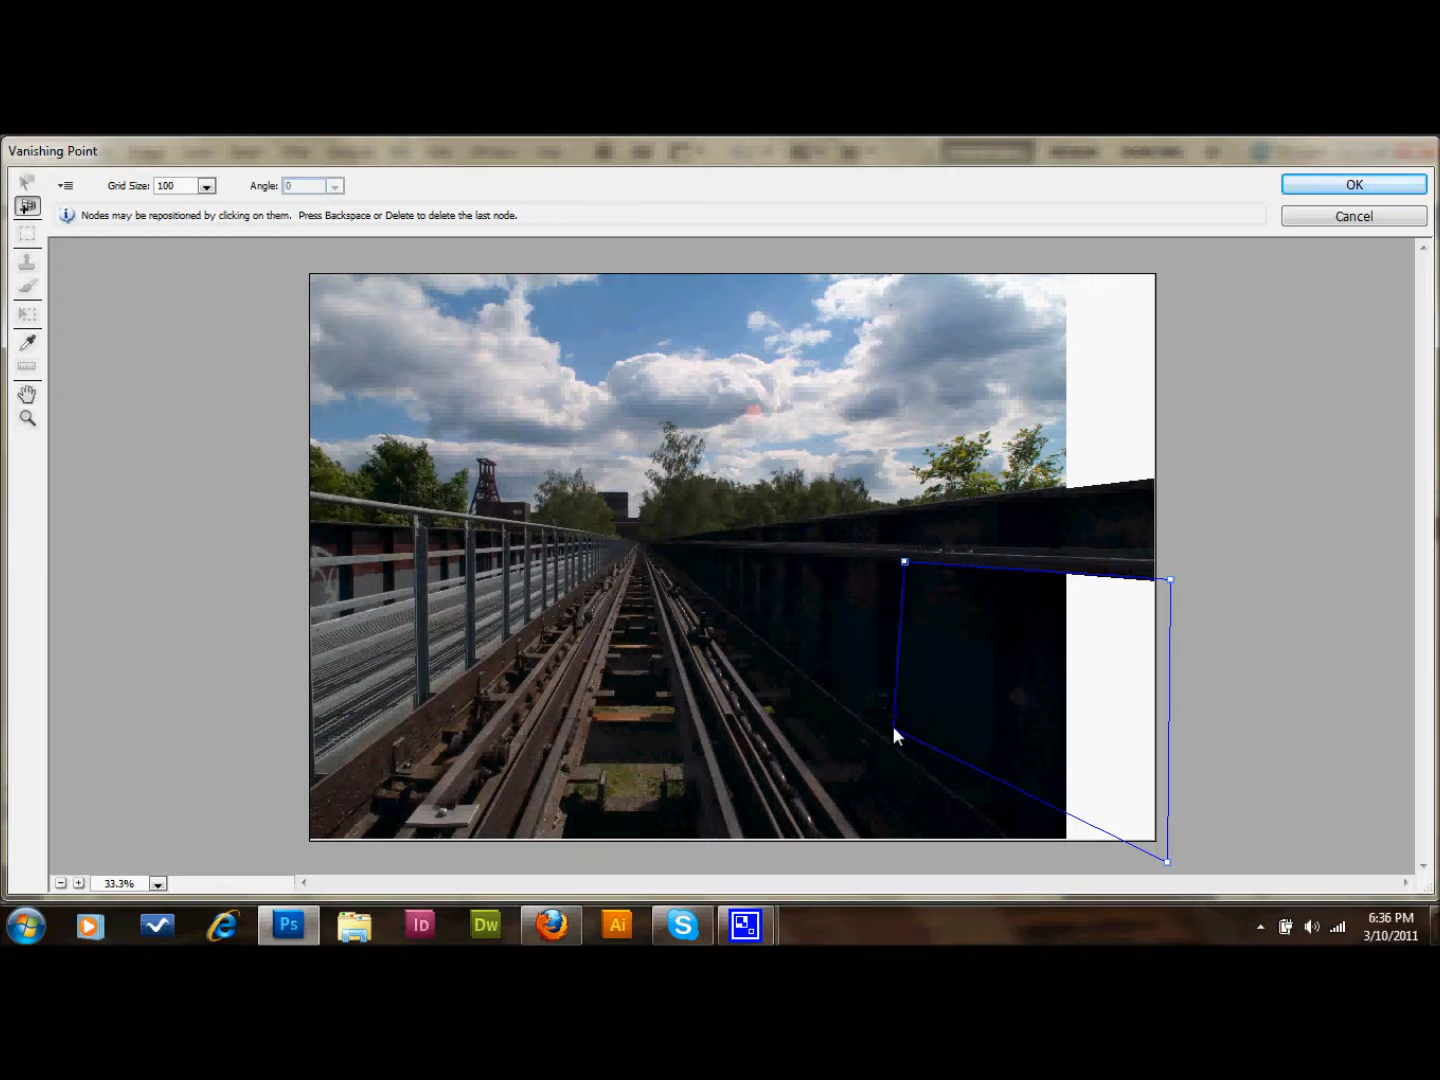 Vanishing Point
Grid Size: 100 Angle: 0
OK
Nodes may be repositioned by clicking on them. Press Backspace or Delete to delete the last node.
Cancel
33.3%
Ps
Id
Dw
Ai
6:36 PM
3/10/2011